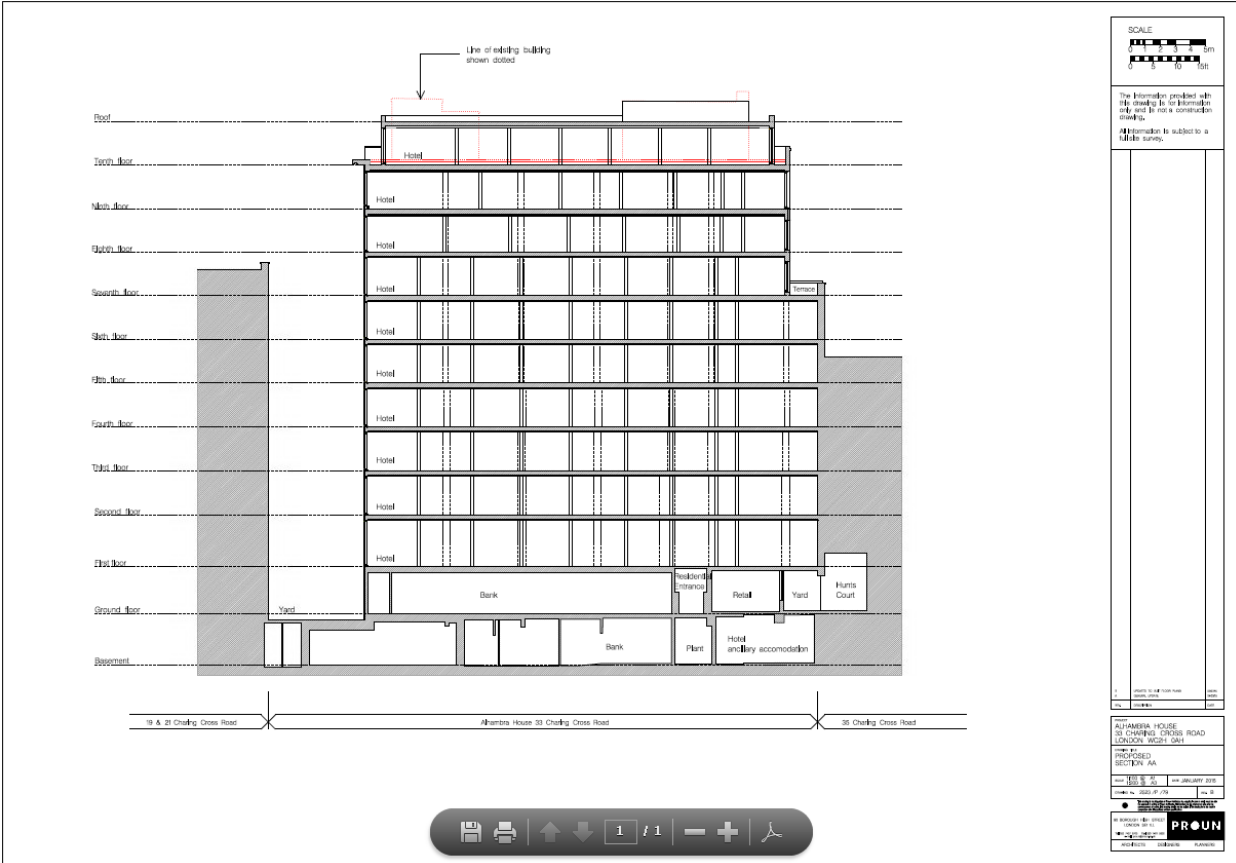 Line of existing building
shown dotted
Roof
Hotel
Tenth floor
Hotel
Ninth floor
Hotel
Eighth floor
Hotel
Terrace
Seventh floor
Hotel
Sixth floor
Hotel
Fifth floor
Hotel
Fourth floor
Hotel
Third floor
Hotel
Second floor
Hotel
First floor
Residential
Entrance
Bank
Retail
Yard
Hunts
Court
Ground floor
Yard
Bank
Plant
Hotel
ancillary accomodation
Basement
19 & 21 Charing Cross Road
Alhambra House 33 Charing Cross Road
35 Charing Cross Road
SCALE
0 1 2 3 4 5m
0 5 10 15ft
The information provided with
this drawing is for information
only and is not a construction
drawing.
All information is subject to a
full site survey.
PROJECT
ALHAMBRA HOUSE
33 CHARING CROSS ROAD
LONDON WC2H 0AH
PROPOSED
SECTION AA
JANUARY 2015
PROUN
ARCHITECTS DESIGNERS PLANNERS
1 / 1